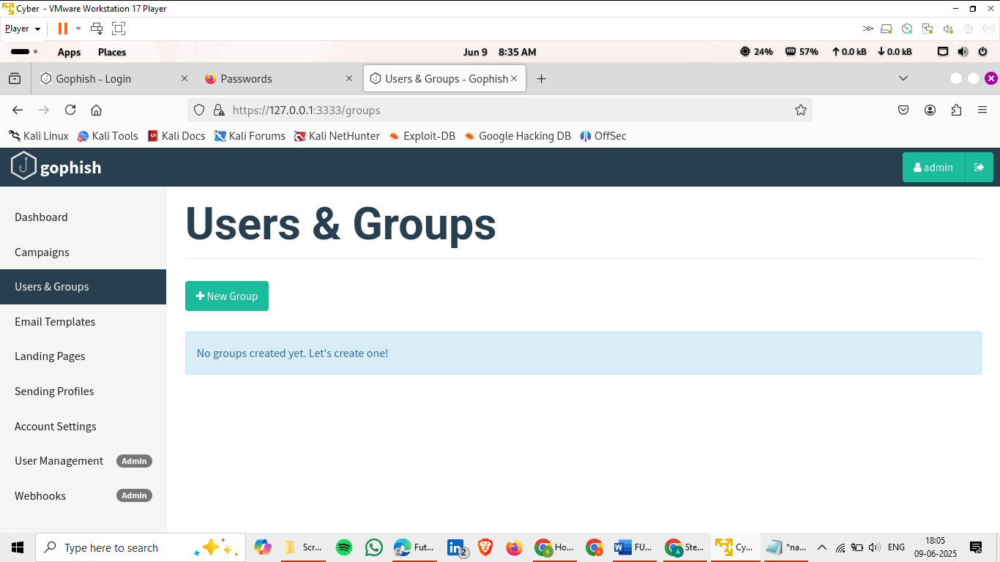 Cyber - VMware Workstation 17 Player
Player
Apps Places Jun 9 8:35 AM 24% 57% 0.0 kB 0.0 kB
Gophish - Login Passwords Users & Groups - Gophish
https://127.0.0.1:3333/groups
Kali Linux Kali Tools Kali Docs Kali Forums Kali NetHunter Exploit-DB Google Hacking DB OffSec
gophish admin
Dashboard
Campaigns
Users & Groups
Email Templates
Landing Pages
Sending Profiles
Account Settings
User Management Admin
Webhooks Admin
Users & Groups
New Group
No groups created yet. Let's create one!
Type here to search Scr... Fut... 2 Ho... FU... Ste... Cy... *na... ENG 18:05
09-06-2025